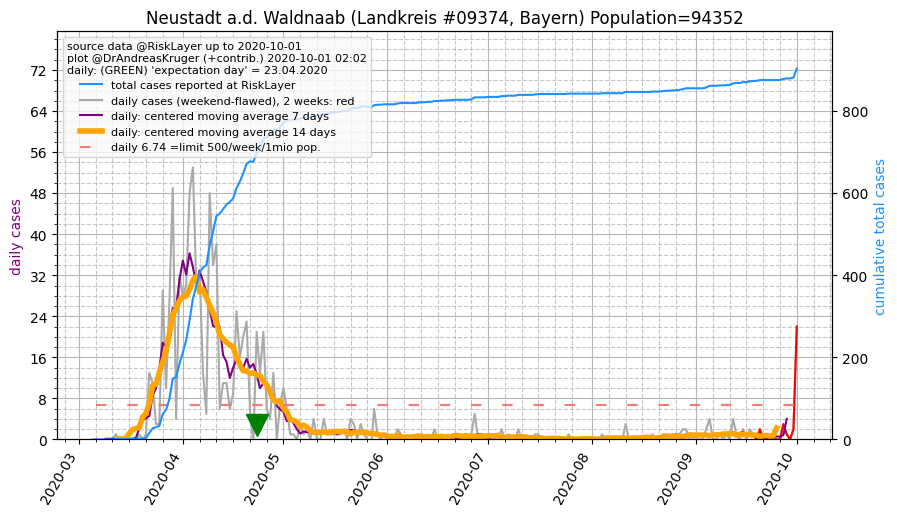 Neustadt a.d. Waldnaab (Landkreis #09374, Bayern) Population=94352
source data @RiskLayer up to 2020-10-01
plot @DrAndreasKruger (+contrib.) 2020-10-01 02:02
daily: (GREEN) 'expectation day' = 23.04.2020
total cases reported at RiskLayer
daily cases (weekend-flawed), 2 weeks: red
daily: centered moving average 7 days
daily: centered moving average 14 days
daily 6.74 =limit 500/week/1mio pop.
daily cases
72
64
56
48
40
32
24
16
8
0
800
600
400
200
0
cumulative total cases
2020-03
2020-04
2020-05
2020-06
2020-07
2020-08
2020-09
2020-10